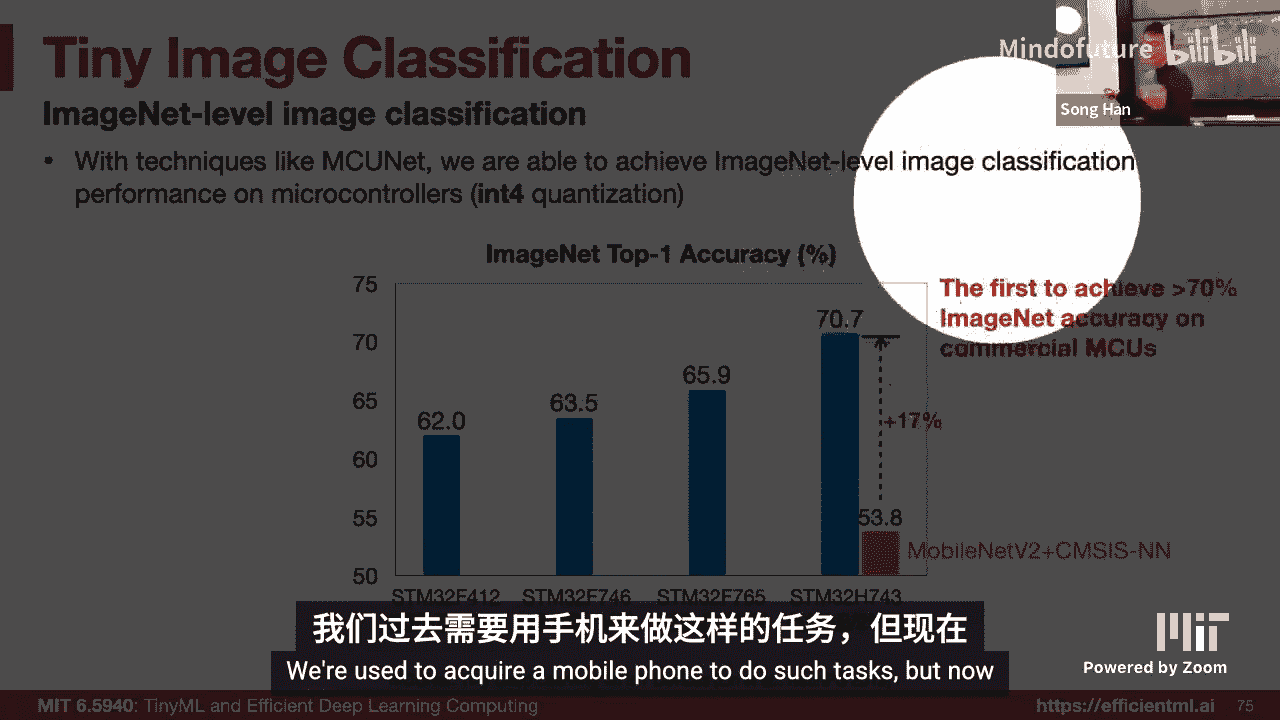 Tiny Image Classification
Mindofuture bilibili
Song Han
ImageNet-level image classification
• With techniques like MCUNet, we are able to achieve ImageNet-level image classification
performance on microcontrollers (int4 quantization)
ImageNet Top-1 Accuracy (%)
75
70
65
60
55
50
62.0
63.5
65.9
70.7
+17%
53.8
The first to achieve >70%
ImageNet accuracy on
commercial MCUs
MobileNetV2+CMSIS-NN
STM32F412 STM32F746 STM32F765 STM32H743
我们过去需要用手机来做这样的任务，但现在
We're used to acquire a mobile phone to do such tasks, but now
MIT
Powered by Zoom
MIT 6.5940: TinyML and Efficient Deep Learning Computing
https://efficientml.ai 75